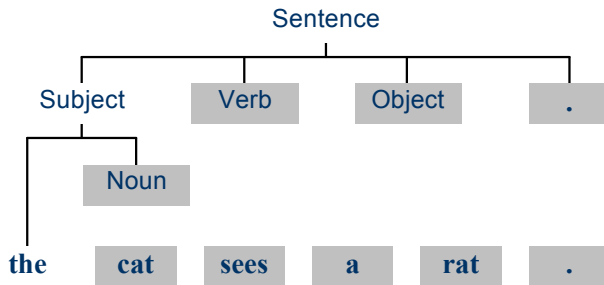 Sentence
Subject Verb Object .
Noun
the cat sees a rat .